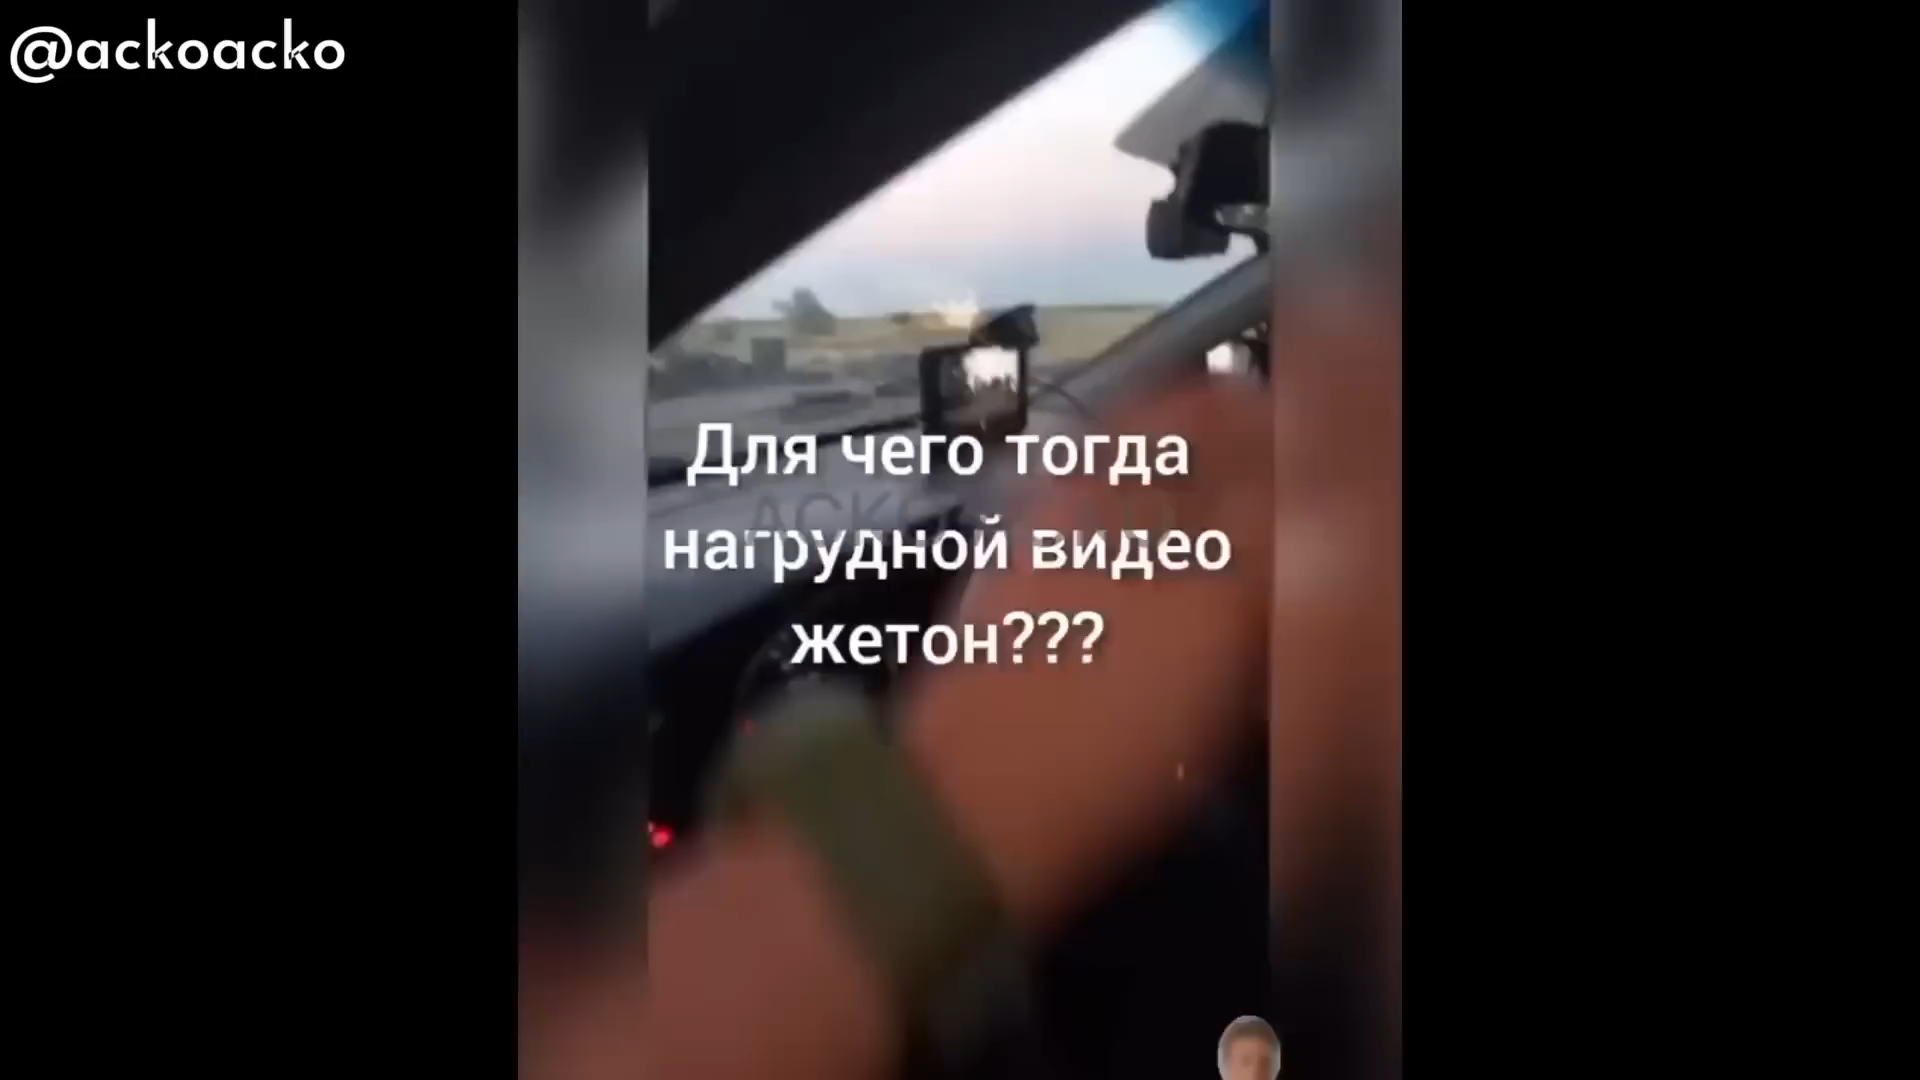 @ackoacko
Для чего тогда
нагрудной видео
жетон???